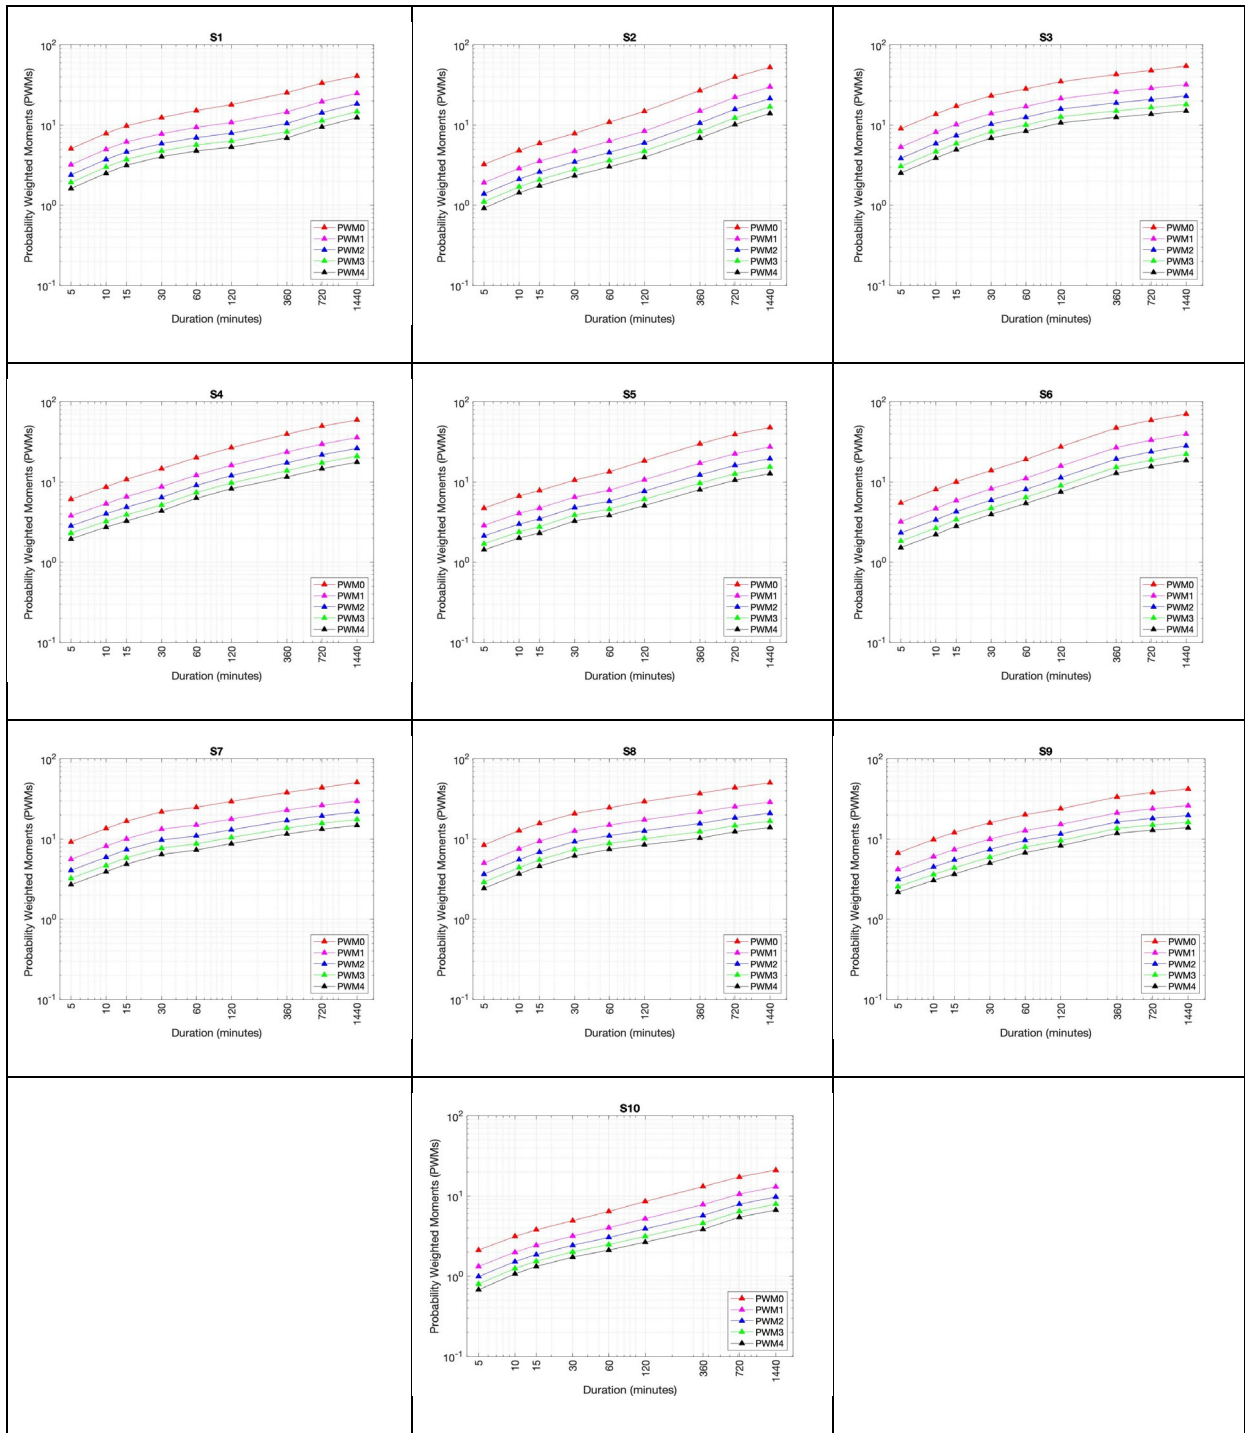 S1
Probability Weighted Moments (PWMs)
10²
10¹
10⁰
10⁻¹
PWM0
PWM1
PWM2
PWM3
PWM4
5 10 15 30 60 120 360 720 1440
Duration (minutes)
S2
Probability Weighted Moments (PWMs)
10²
10¹
10⁰
10⁻¹
PWM0
PWM1
PWM2
PWM3
PWM4
5 10 15 30 60 120 360 720 1440
Duration (minutes)
S3
Probability Weighted Moments (PWMs)
10²
10¹
10⁰
10⁻¹
PWM0
PWM1
PWM2
PWM3
PWM4
5 10 15 30 60 120 360 720 1440
Duration (minutes)
S4
Probability Weighted Moments (PWMs)
10²
10¹
10⁰
10⁻¹
PWM0
PWM1
PWM2
PWM3
PWM4
5 10 15 30 60 120 360 720 1440
Duration (minutes)
S5
Probability Weighted Moments (PWMs)
10²
10¹
10⁰
10⁻¹
PWM0
PWM1
PWM2
PWM3
PWM4
5 10 15 30 60 120 360 720 1440
Duration (minutes)
S6
Probability Weighted Moments (PWMs)
10²
10¹
10⁰
10⁻¹
PWM0
PWM1
PWM2
PWM3
PWM4
5 10 15 30 60 120 360 720 1440
Duration (minutes)
S7
Probability Weighted Moments (PWMs)
10²
10¹
10⁰
10⁻¹
PWM0
PWM1
PWM2
PWM3
PWM4
5 10 15 30 60 120 360 720 1440
Duration (minutes)
S8
Probability Weighted Moments (PWMs)
10²
10¹
10⁰
10⁻¹
PWM0
PWM1
PWM2
PWM3
PWM4
5 10 15 30 60 120 360 720 1440
Duration (minutes)
S9
Probability Weighted Moments (PWMs)
10²
10¹
10⁰
10⁻¹
PWM0
PWM1
PWM2
PWM3
PWM4
5 10 15 30 60 120 360 720 1440
Duration (minutes)
S10
Probability Weighted Moments (PWMs)
10²
10¹
10⁰
10⁻¹
PWM0
PWM1
PWM2
PWM3
PWM4
5 10 15 30 60 120 360 720 1440
Duration (minutes)